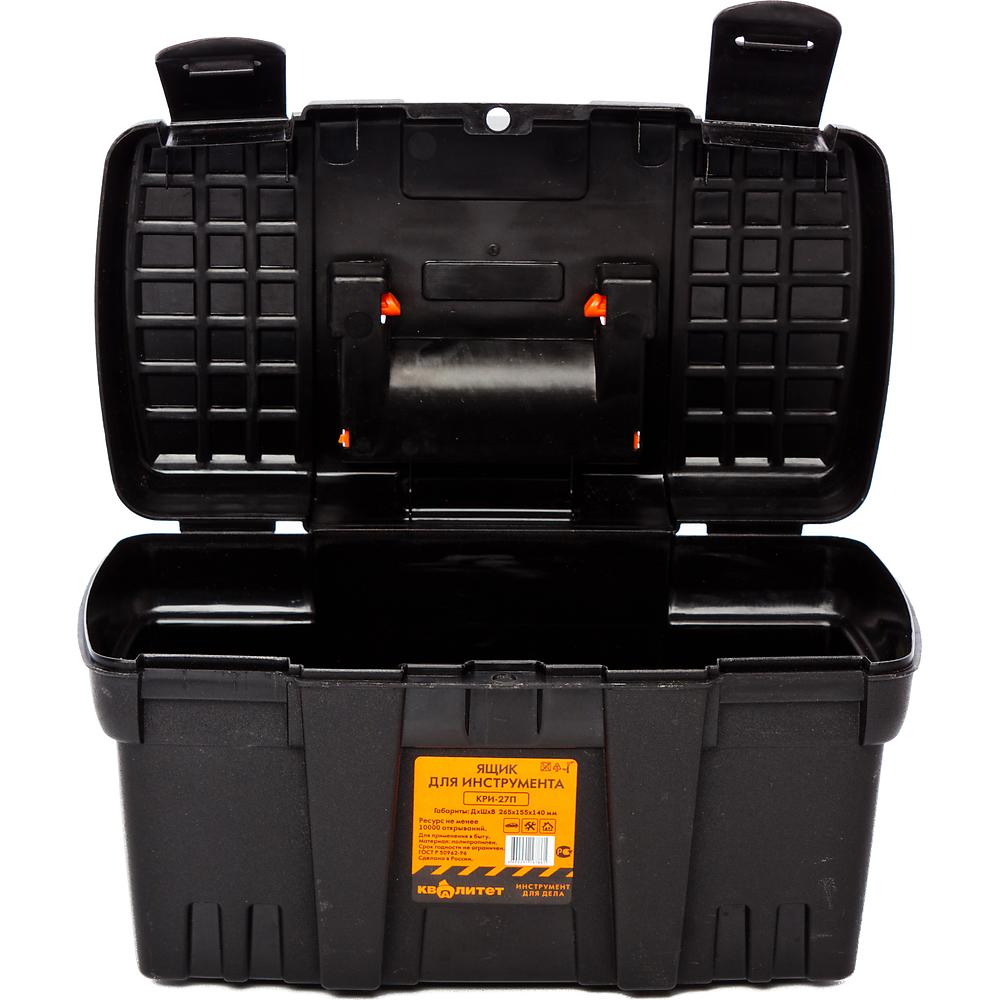 ЯЩИК
ДЛЯ ИНСТРУМЕНТА
КРИ-27П
Габариты: ДхШхВ 265х155х140 мм
Ресурс не менее
10000 открываний.
Для применения в быту.
Материал: полипропилен.
Срок годности не ограничен.
ГОСТ Р 50962-96
Сделано в России.
КВАЛИТЕТ
ИНСТРУМЕНТ
ДЛЯ ДЕЛА